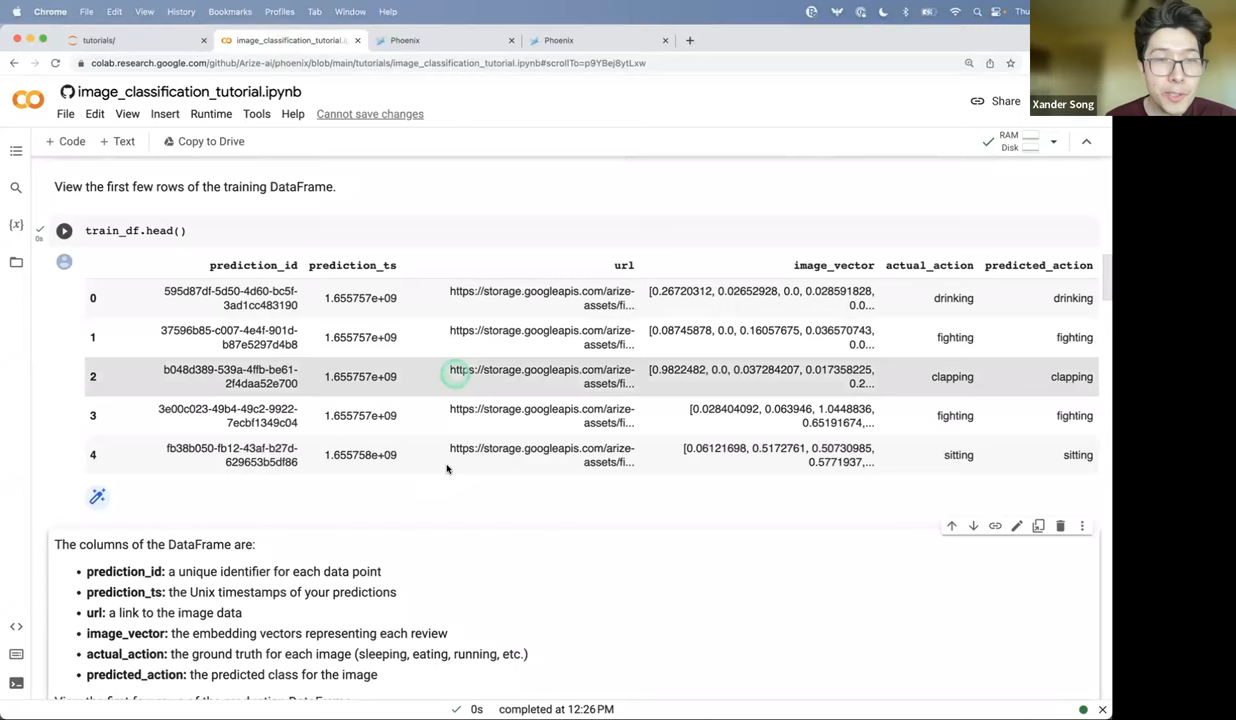 Chrome File Edit View History Bookmarks Profiles Tab Window Help Thu
tutorials/ image_classification_tutorial.i Phoenix Phoenix
colab.research.google.com/github/Arize-ai/phoenix/blob/main/tutorials/image_classification_tutorial.ipynb#scrollTo=p9YBej8ytLxw
Xander Song
image_classification_tutorial.ipynb
Share
File Edit View Insert Runtime Tools Help Cannot save changes
+ Code + Text Copy to Drive
RAM
Disk
View the first few rows of the training DataFrame.
train_df.head()
0s
prediction_id prediction_ts url image_vector actual_action predicted_action
0 595d87df-5d50-4d60-bc5f-3ad1cc483190 1.655757e+09 https://storage.googleapis.com/arize-assets/fi... [0.26720312, 0.02652928, 0.0, 0.028591828, 0.0... drinking drinking
1 37596b85-c007-4e4f-901d-b87e5297d4b8 1.655757e+09 https://storage.googleapis.com/arize-assets/fi... [0.08745878, 0.0, 0.16057675, 0.036570743, 0.0... fighting fighting
2 b048d389-539a-4ffb-be61-2f4daa52e700 1.655757e+09 https://storage.googleapis.com/arize-assets/fi... [0.9822482, 0.0, 0.037284207, 0.017358225, 0.2... clapping clapping
3 3e00c023-49b4-49c2-9922-7ecbf1349c04 1.655757e+09 https://storage.googleapis.com/arize-assets/fi... [0.028404092, 0.063946, 1.0448836, 0.65191674,... fighting fighting
4 fb38b050-fb12-43af-b27d-629653b5df86 1.655758e+09 https://storage.googleapis.com/arize-assets/fi... [0.06121698, 0.5172761, 0.50730985, 0.5771937,... sitting sitting
The columns of the DataFrame are:
• prediction_id: a unique identifier for each data point
• prediction_ts: the Unix timestamps of your predictions
• url: a link to the image data
• image_vector: the embedding vectors representing each review
• actual_action: the ground truth for each image (sleeping, eating, running, etc.)
• predicted_action: the predicted class for the image
View the first few rows of the production DataFrame
0s completed at 12:26 PM